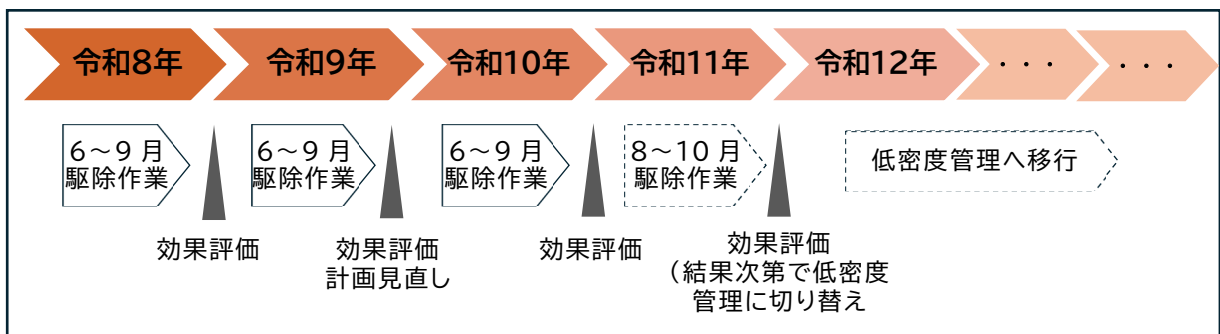 令和8年
令和9年
令和10年
令和11年
令和12年
・・・
・・・
6～9 月
駆除作業
6～9 月
駆除作業
6～9 月
駆除作業
8～10 月
駆除作業
低密度管理へ移行
効果評価
効果評価
計画見直し
効果評価
効果評価
（結果次第で低密度
管理に切り替え